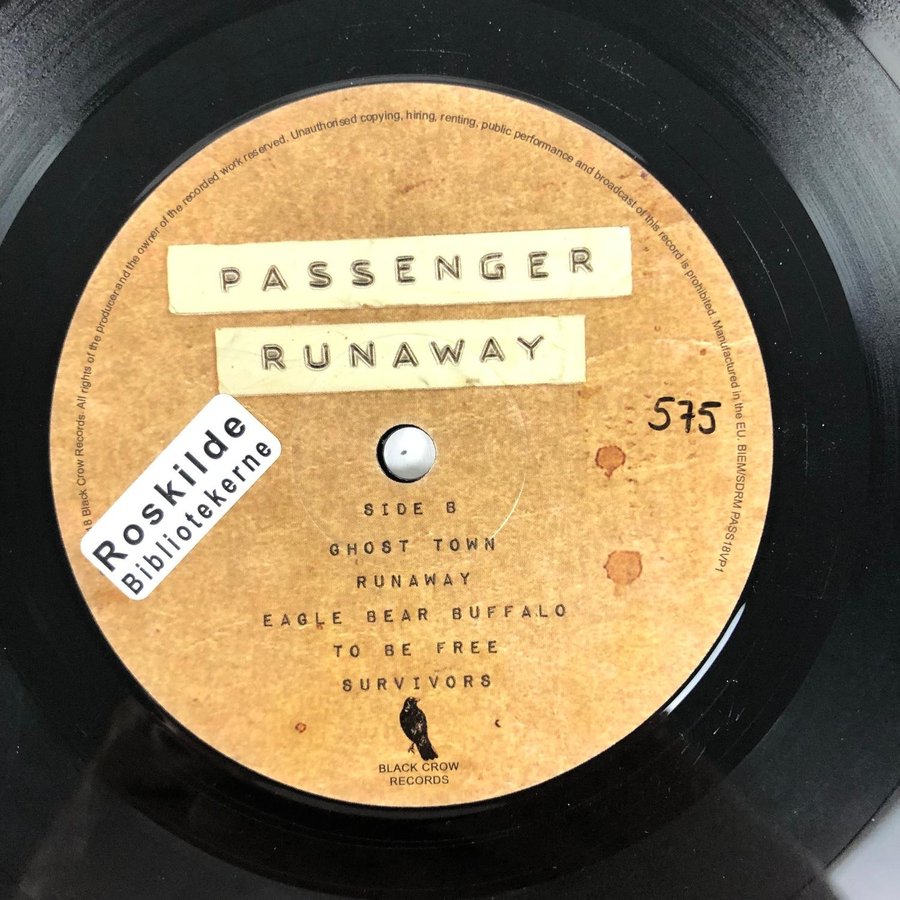 18 Black Crow Records. All rights of the producer and the owner of the recorded work reserved. Unauthorised copying, hiring, renting, public performance and broadcast of this record is prohibited. Manufactured in the EU. BIEM/SDRM PASS18VP1
PASSENGER
RUNAWAY
575
Roskilde
Bibliotekerne
SIDE B
GHOST TOWN
RUNAWAY
EAGLE BEAR BUFFALO
TO BE FREE
SURVIVORS
BLACK CROW
RECORDS